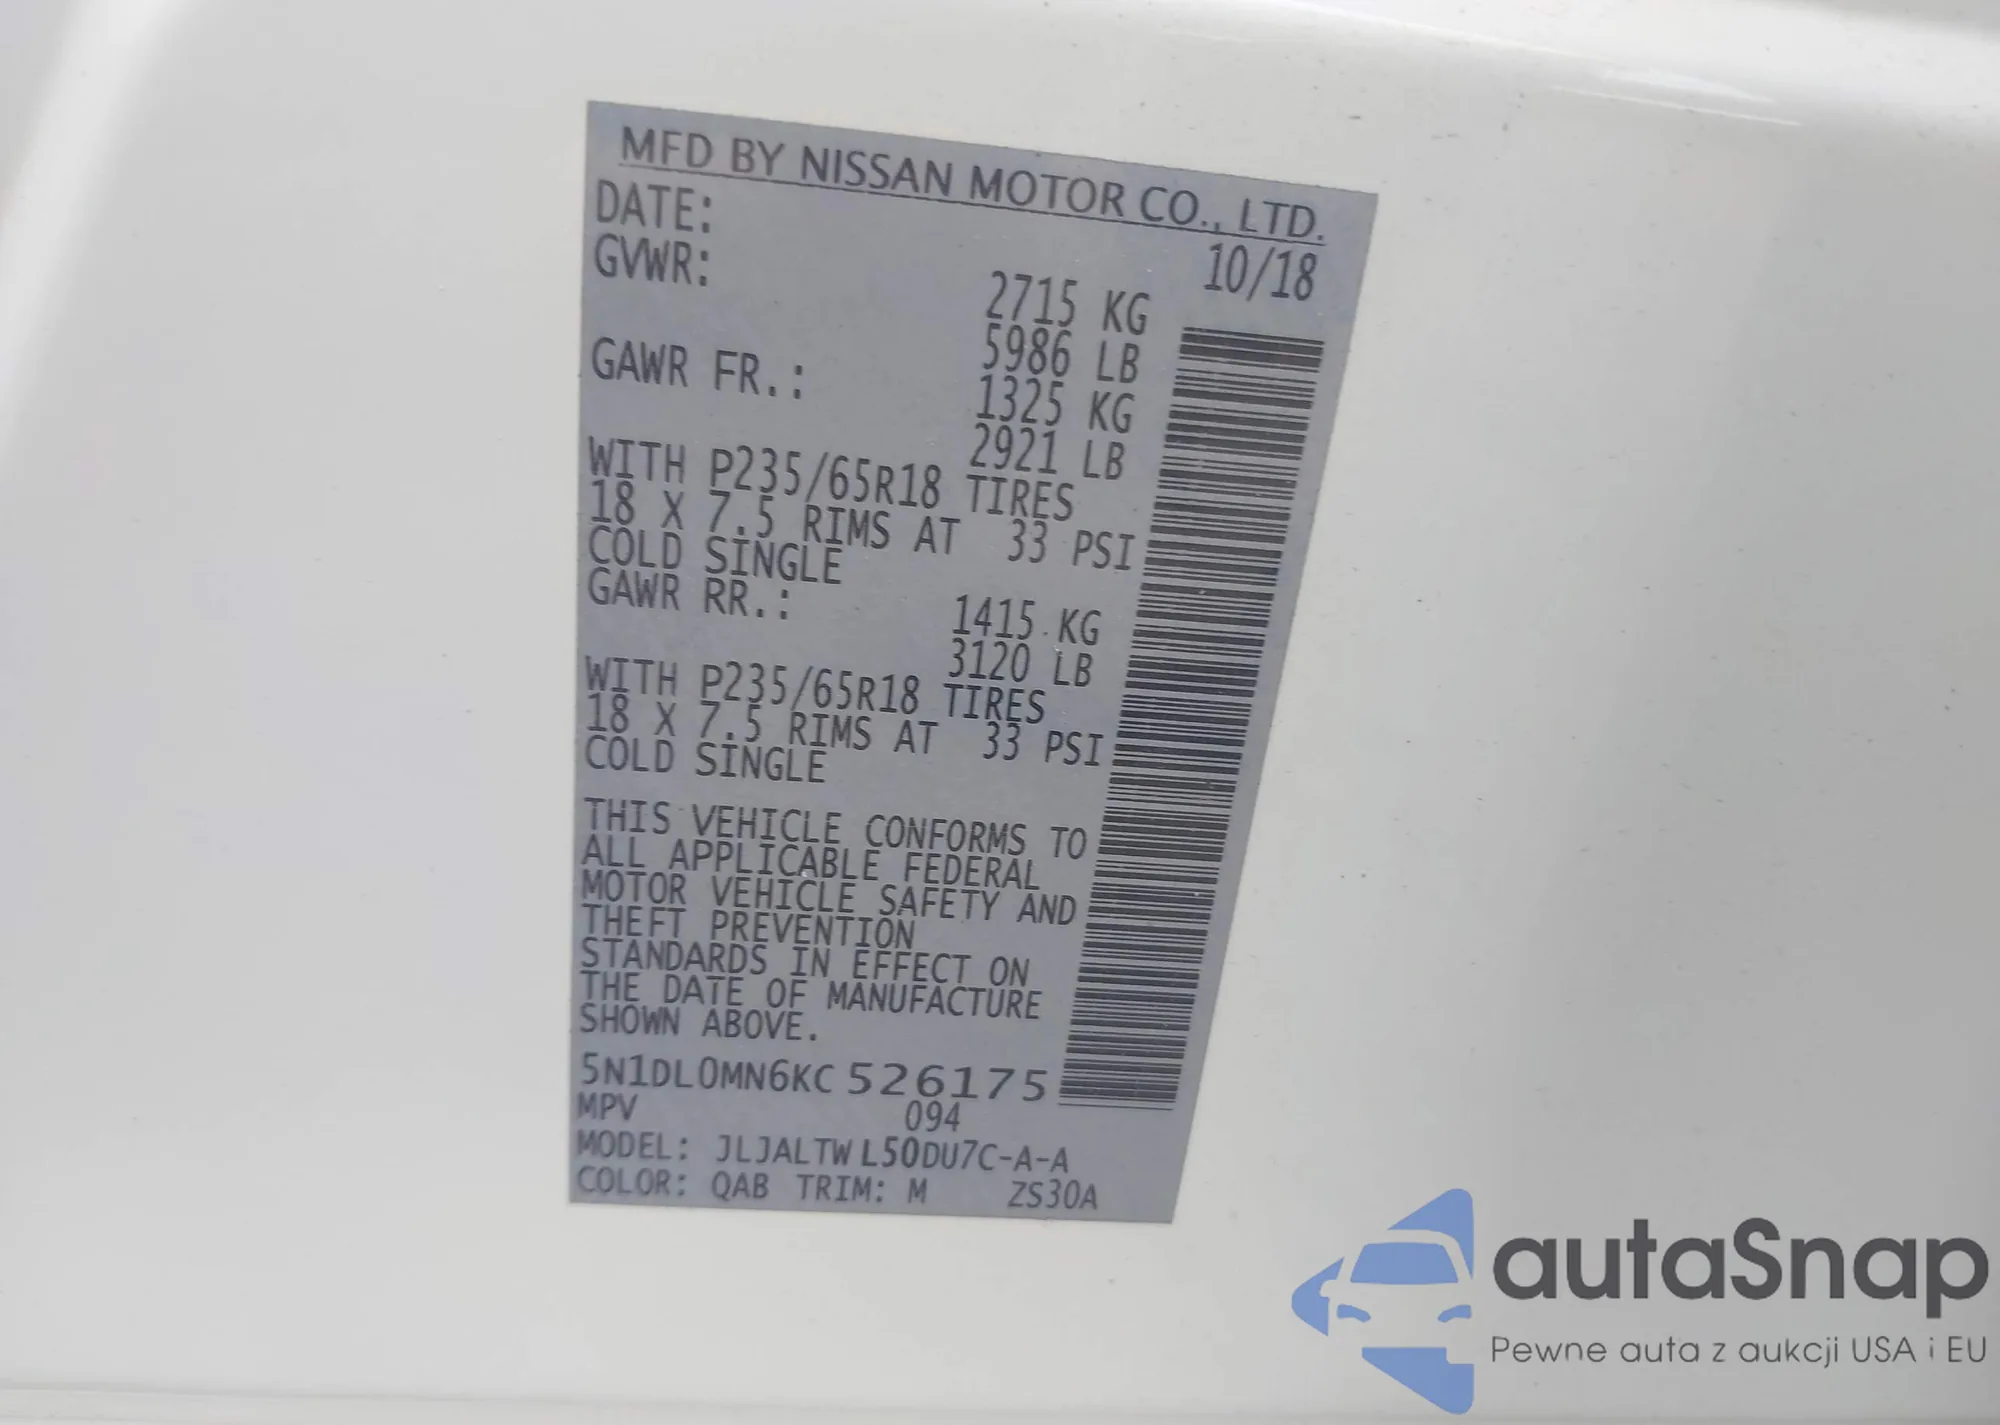 MFD BY NISSAN MOTOR CO., LTD.
DATE: 10/18
GVWR: 2715 KG
5986 LB
GAWR FR.: 1325 KG
2921 LB
WITH P235/65R18 TIRES
18 X 7.5 RIMS AT 33 PSI
COLD SINGLE
GAWR RR.: 1415 KG
3120 LB
WITH P235/65R18 TIRES
18 X 7.5 RIMS AT 33 PSI
COLD SINGLE
THIS VEHICLE CONFORMS TO
ALL APPLICABLE FEDERAL
MOTOR VEHICLE SAFETY AND
THEFT PREVENTION
STANDARDS IN EFFECT ON
THE DATE OF MANUFACTURE
SHOWN ABOVE.
5N1DL0MN6KC 526175
MPV 094
MODEL: JLJALTW L50DU7C-A-A
COLOR: QAB TRIM: M ZS30A
autaSnap
Pewne auta z aukcji USA i EU